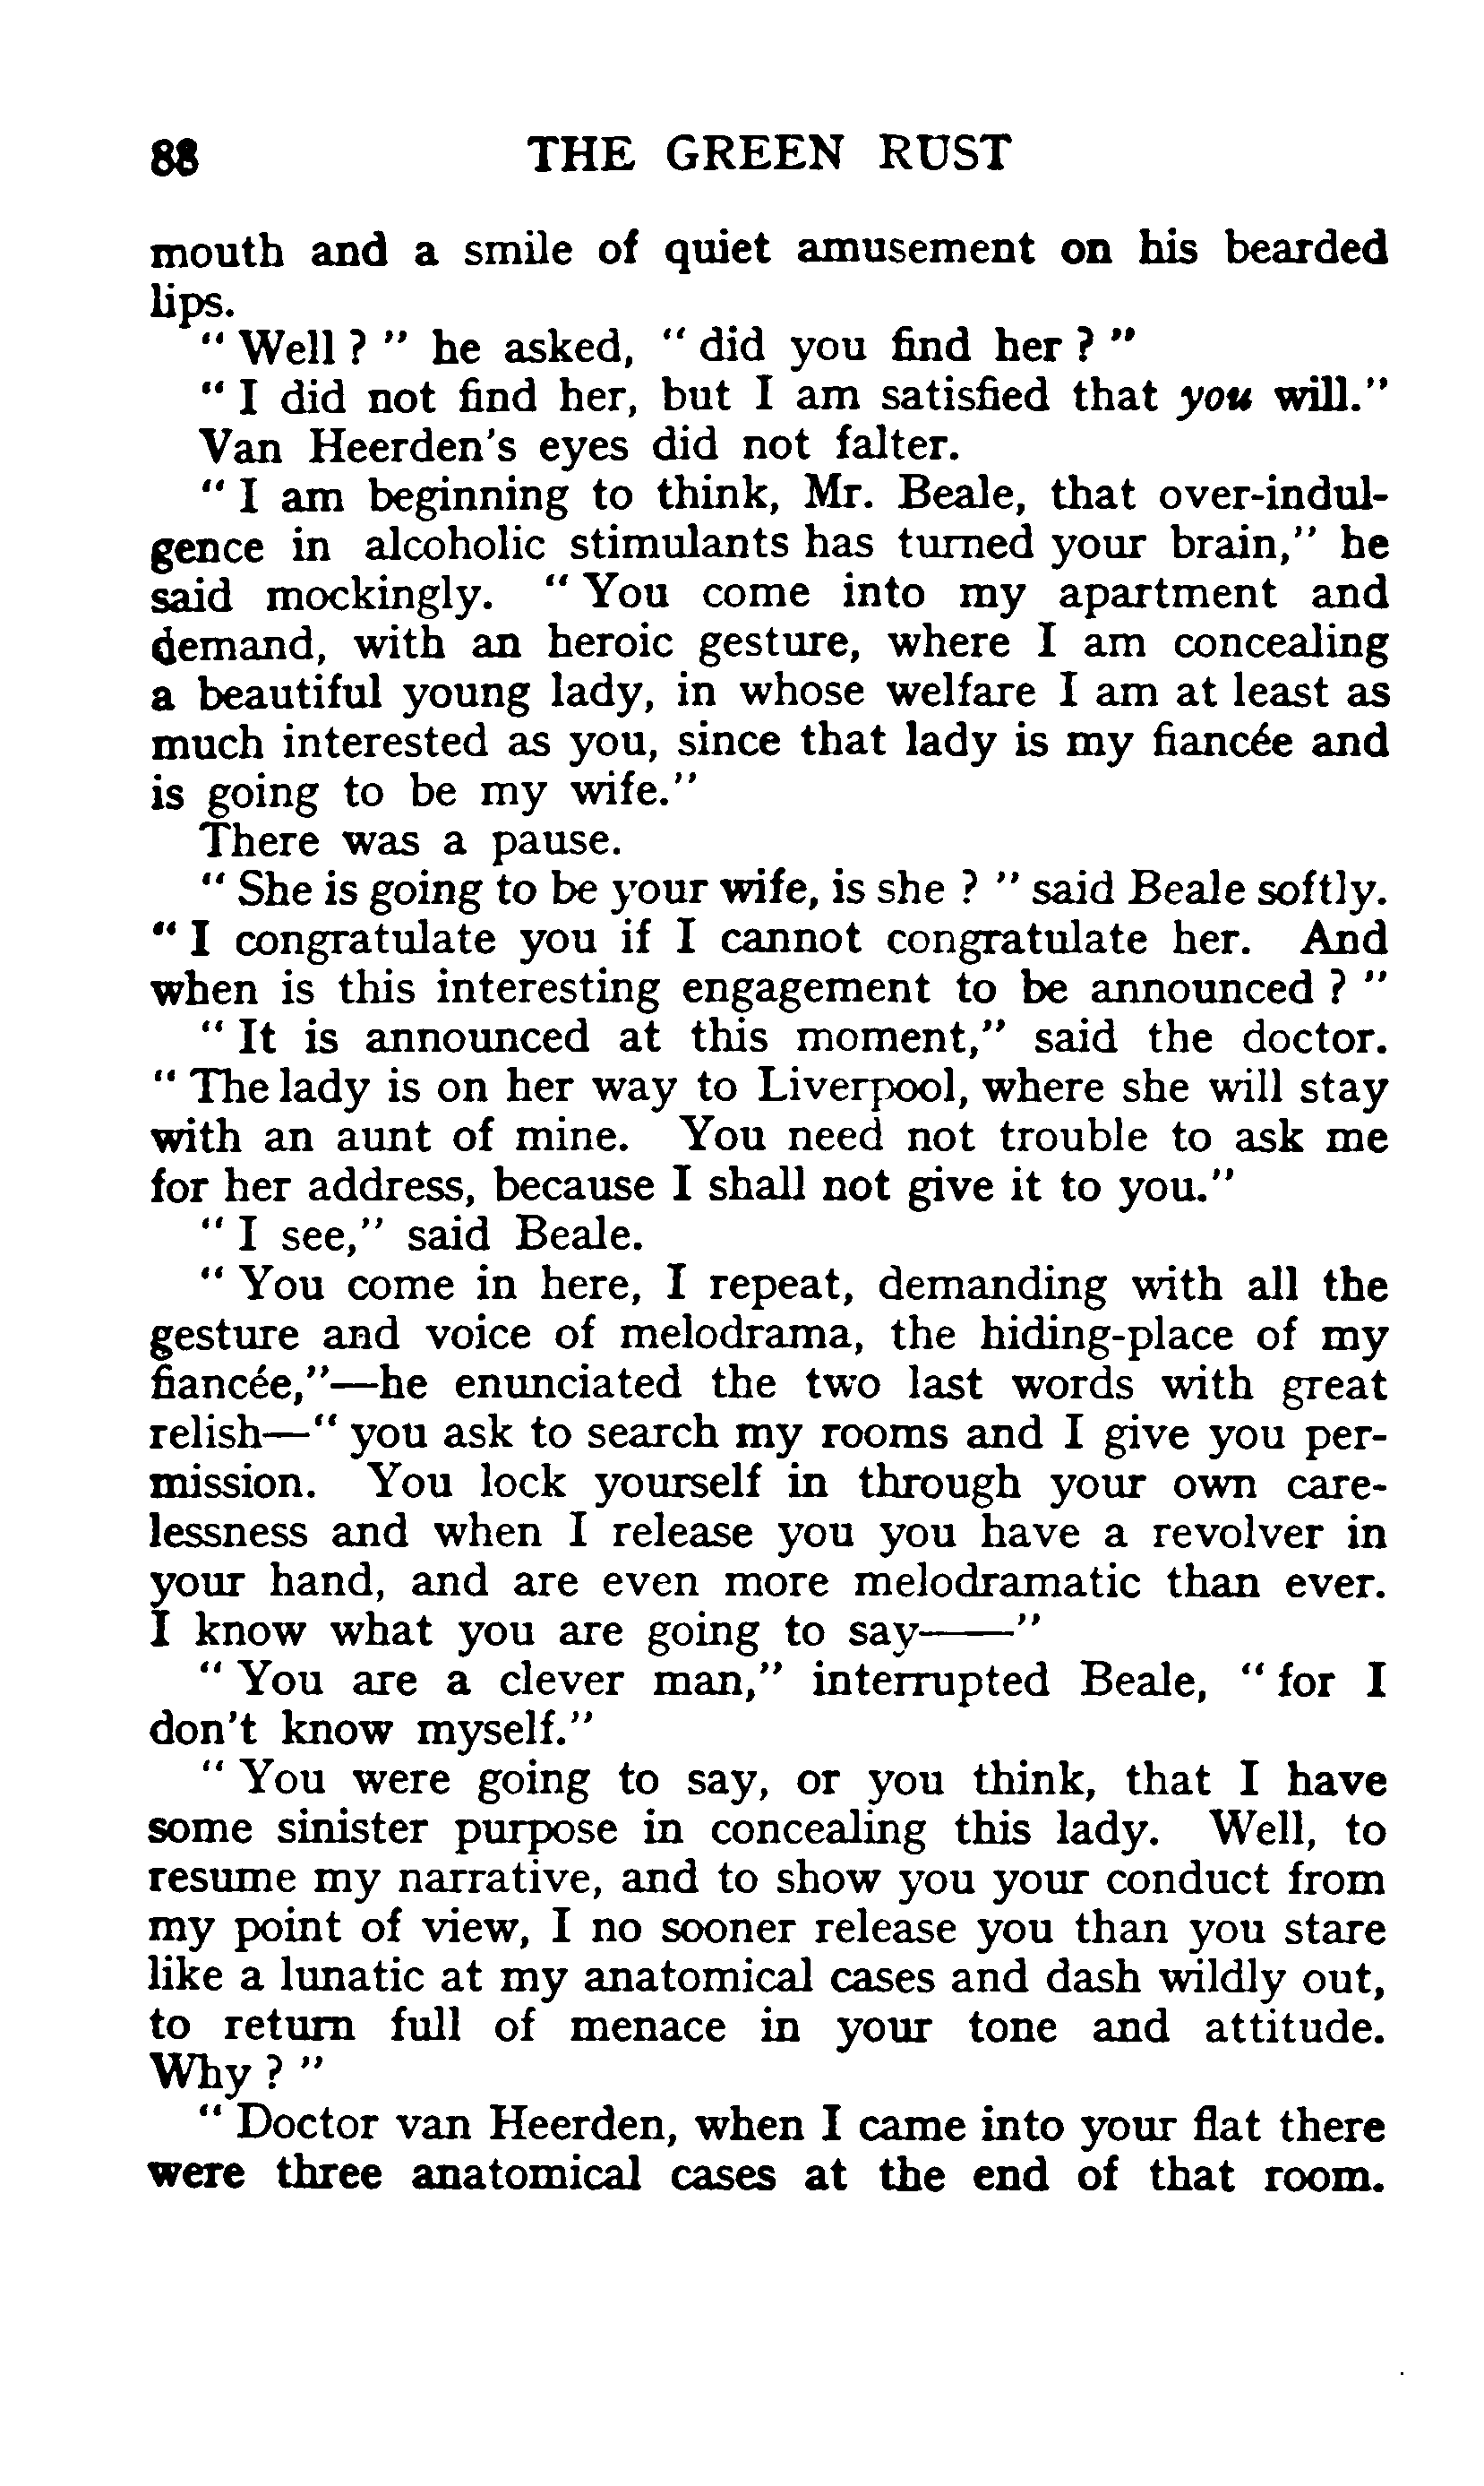 88 THE GREEN RUST
mouth and a smile of quiet amusement on his bearded
lips.
" Well ? " he asked, " did you find her ? "
" I did not find her, but I am satisfied that you will."
Van Heerden's eyes did not falter.
" I am beginning to think, Mr. Beale, that over-indul-
gence in alcoholic stimulants has turned your brain," he
said mockingly. " You come into my apartment and
demand, with an heroic gesture, where I am concealing
a beautiful young lady, in whose welfare I am at least as
much interested as you, since that lady is my fiancée and
is going to be my wife."
There was a pause.
" She is going to be your wife, is she ? " said Beale softly.
" I congratulate you if I cannot congratulate her. And
when is this interesting engagement to be announced ? "
" It is announced at this moment," said the doctor.
" The lady is on her way to Liverpool, where she will stay
with an aunt of mine. You need not trouble to ask me
for her address, because I shall not give it to you."
" I see," said Beale.
" You come in here, I repeat, demanding with all the
gesture and voice of melodrama, the hiding-place of my
fiancée,"—he enunciated the two last words with great
relish—" you ask to search my rooms and I give you per-
mission. You lock yourself in through your own care-
lessness and when I release you you have a revolver in
your hand, and are even more melodramatic than ever.
I know what you are going to say——"
" You are a clever man," interrupted Beale, " for I
don't know myself."
" You were going to say, or you think, that I have
some sinister purpose in concealing this lady. Well, to
resume my narrative, and to show you your conduct from
my point of view, I no sooner release you than you stare
like a lunatic at my anatomical cases and dash wildly out,
to return full of menace in your tone and attitude.
Why ? "
" Doctor van Heerden, when I came into your flat there
were three anatomical cases at the end of that room.